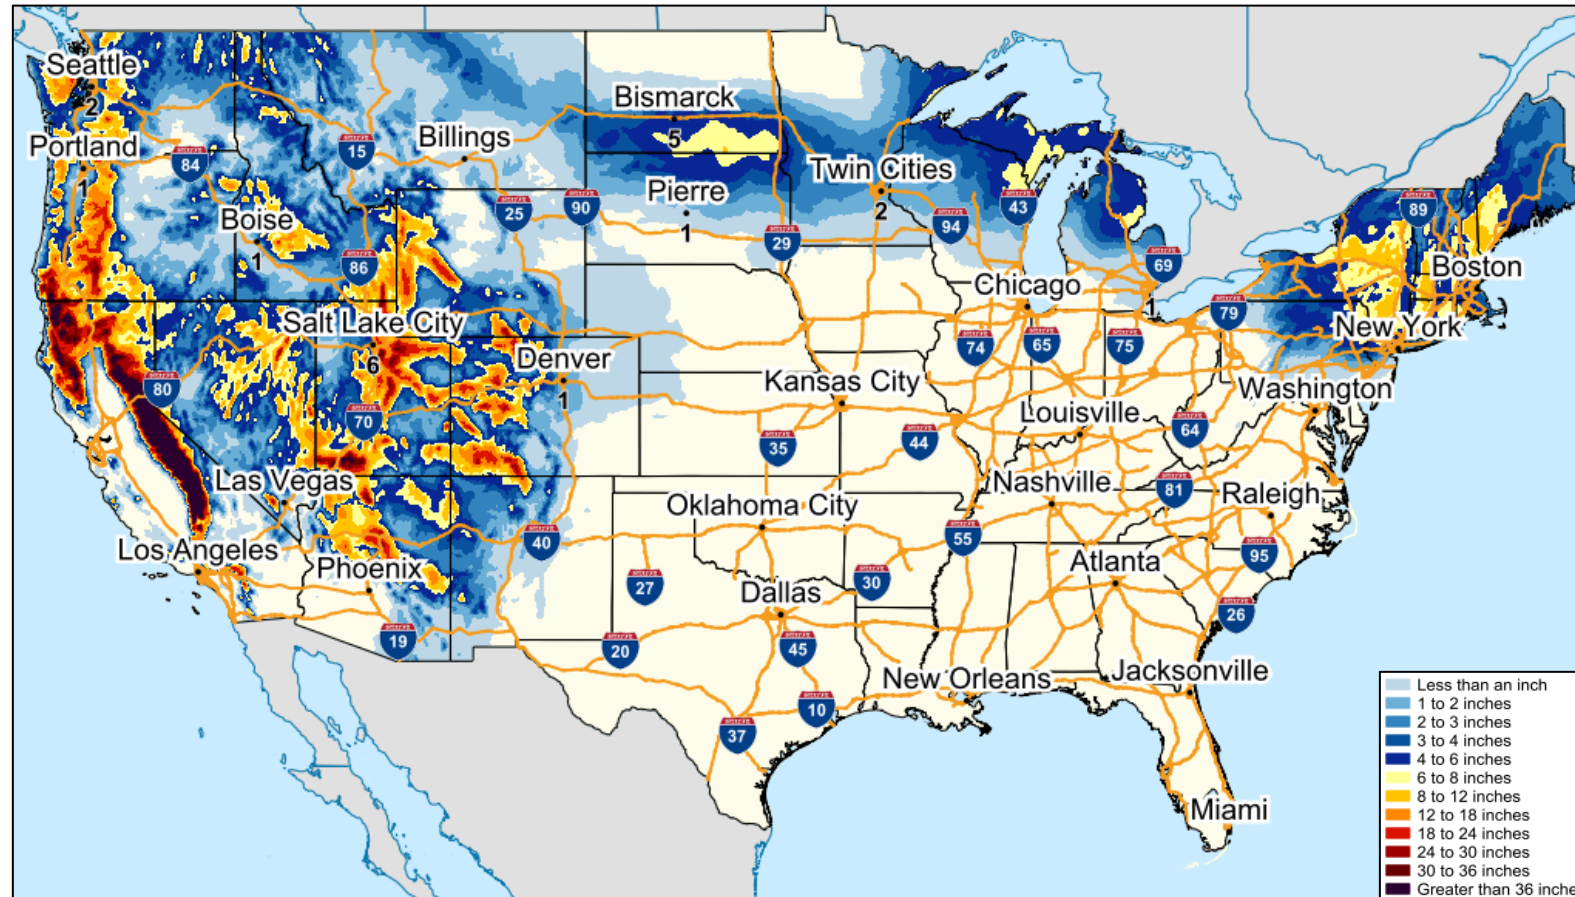 Seattle
2
Portland
1
84
15
Billings
Bismarck
5
Twin Cities
2
Pierre
1
25
90
29
94
43
89
Boise
1
86
69
Boston
Chicago
1
79
New York
Salt Lake City
6
Denver
1
74
65
75
80
70
Kansas City
Washington
Louisville
64
35
44
Las Vegas
Nashville
81
Raleigh
Oklahoma City
40
55
95
Los Angeles
Phoenix
27
Dallas
30
Atlanta
26
19
20
45
New Orleans
Jacksonville
10
37
Miami
Less than an inch
1 to 2 inches
2 to 3 inches
3 to 4 inches
4 to 6 inches
6 to 8 inches
8 to 12 inches
12 to 18 inches
18 to 24 inches
24 to 30 inches
30 to 36 inches
Greater than 36 inche